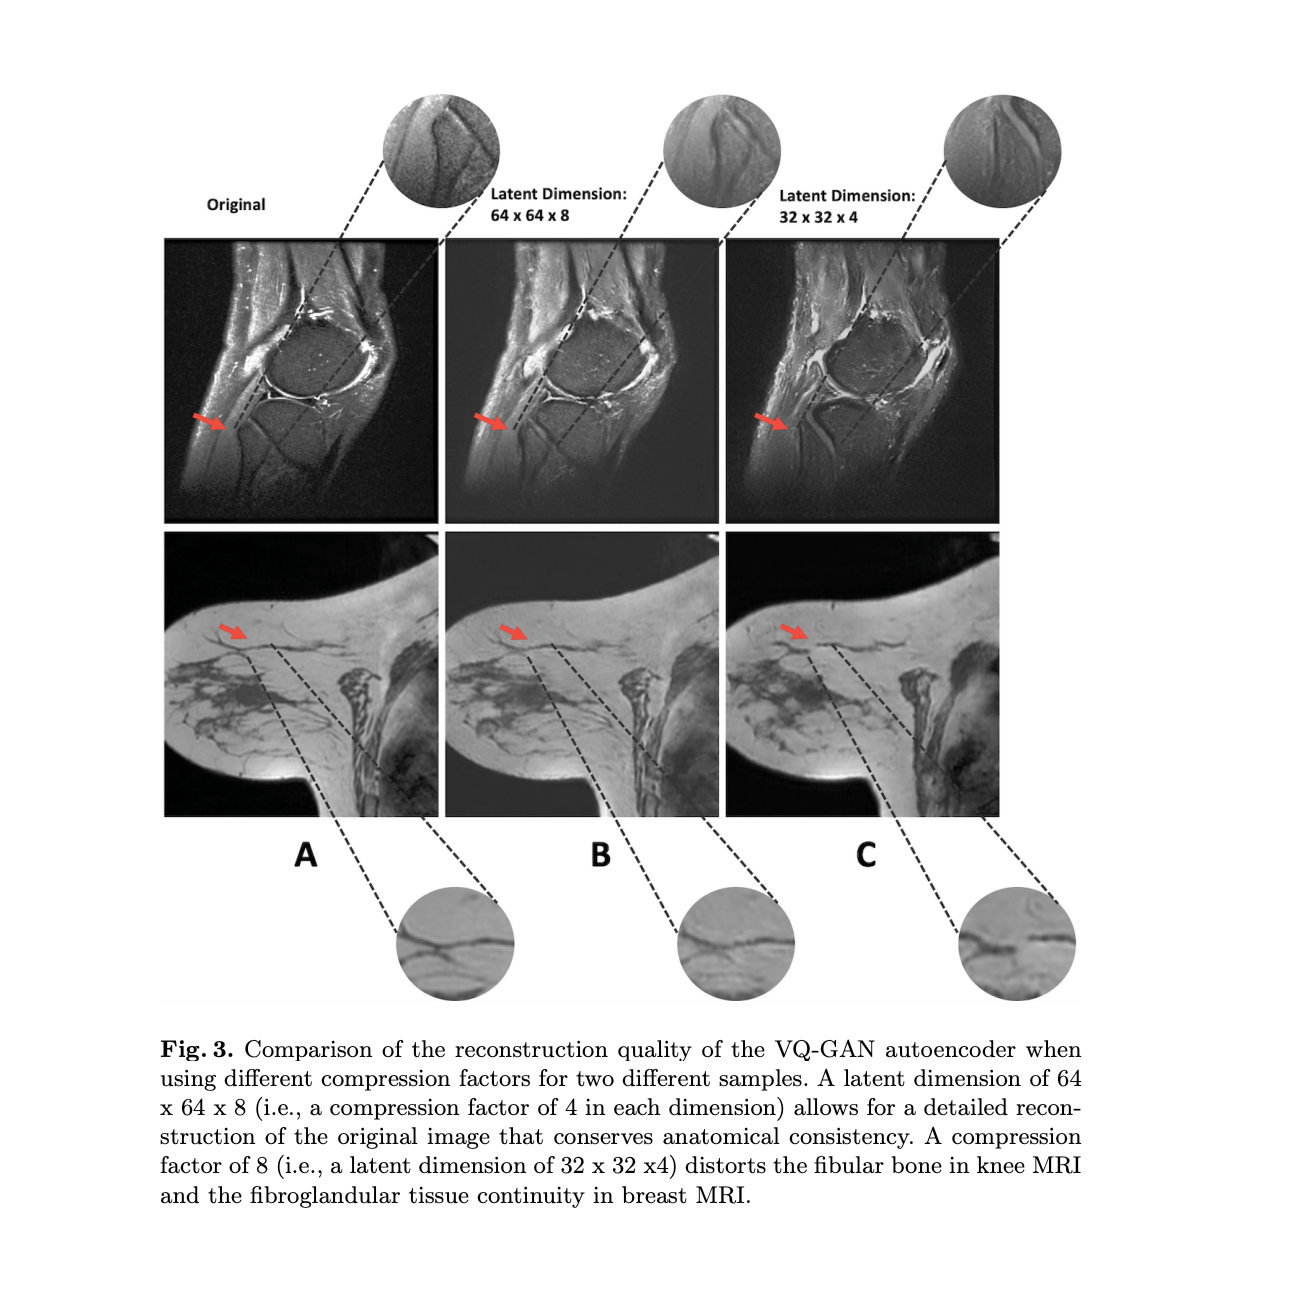 Original
Latent Dimension:
64 x 64 x 8
Latent Dimension:
32 x 32 x 4
A
B
C
Fig. 3. Comparison of the reconstruction quality of the VQ-GAN autoencoder when
using different compression factors for two different samples. A latent dimension of 64
x 64 x 8 (i.e., a compression factor of 4 in each dimension) allows for a detailed recon-
struction of the original image that conserves anatomical consistency. A compression
factor of 8 (i.e., a latent dimension of 32 x 32 x4) distorts the fibular bone in knee MRI
and the fibroglandular tissue continuity in breast MRI.